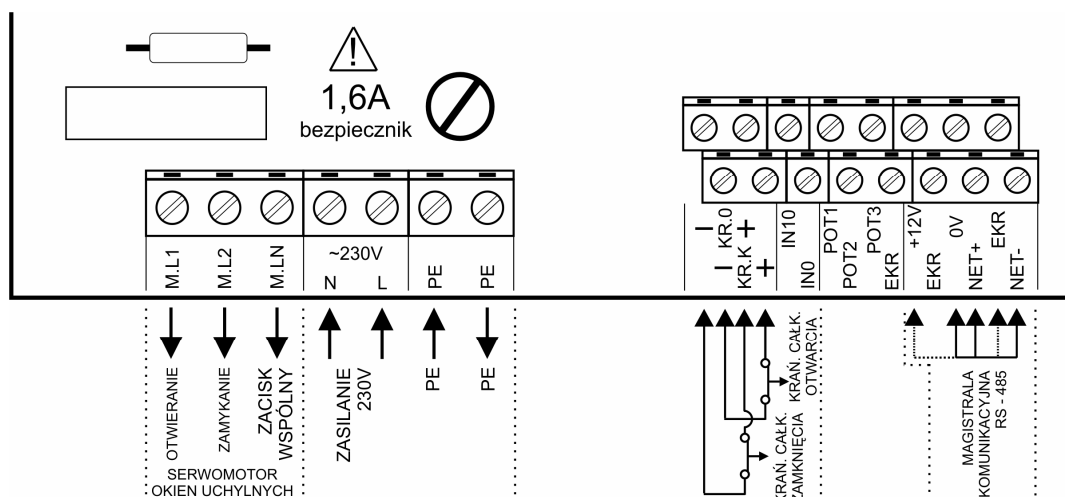 !
1,6A
bezpiecznik
M.L1
M.L2
M.LN
~230V
N L
PE
PE
– KR.0 +
– KR.K +
IN10
IN0
POT1
POT2
POT3
EKR
+12V
EKR
0V
NET+
EKR
NET-
OTWIERANIE
ZAMYKANIE
ZACISK
WSPÓLNY
ZASILANIE
230V
PE
PE
SERWOMOTOR
OKIEN UCHYLNYCH
KRAŃ. CAŁK.
ZAMKNIĘCIA
KRAŃ. CAŁK.
OTWARCIA
MAGISTRALA
KOMUNIKACYJNA
RS - 485